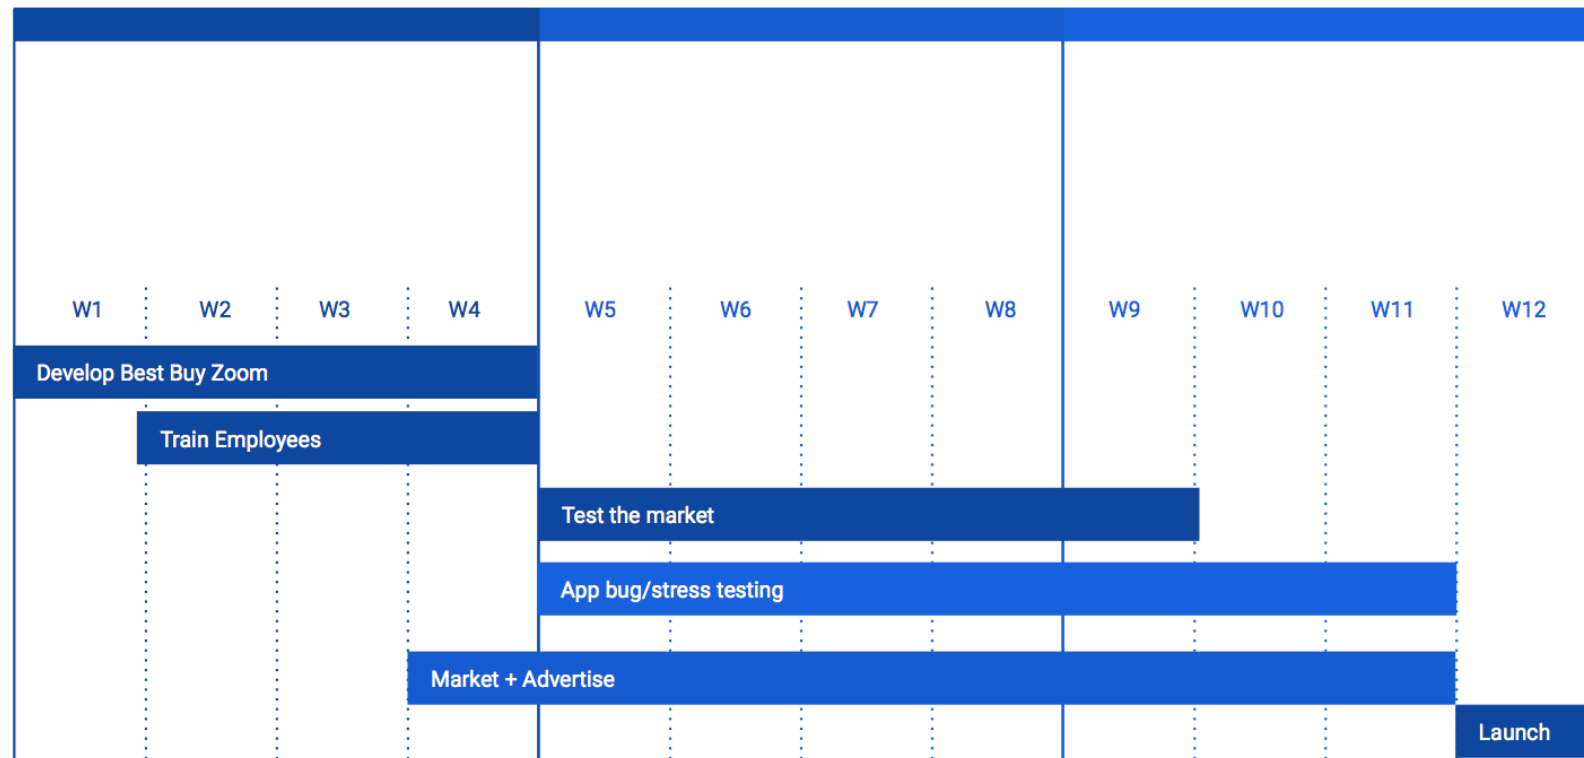 W1 W2 W3 W4 W5 W6 W7 W8 W9 W10 W11 W12
Develop Best Buy Zoom
Train Employees
Test the market
App bug/stress testing
Market + Advertise
Launch